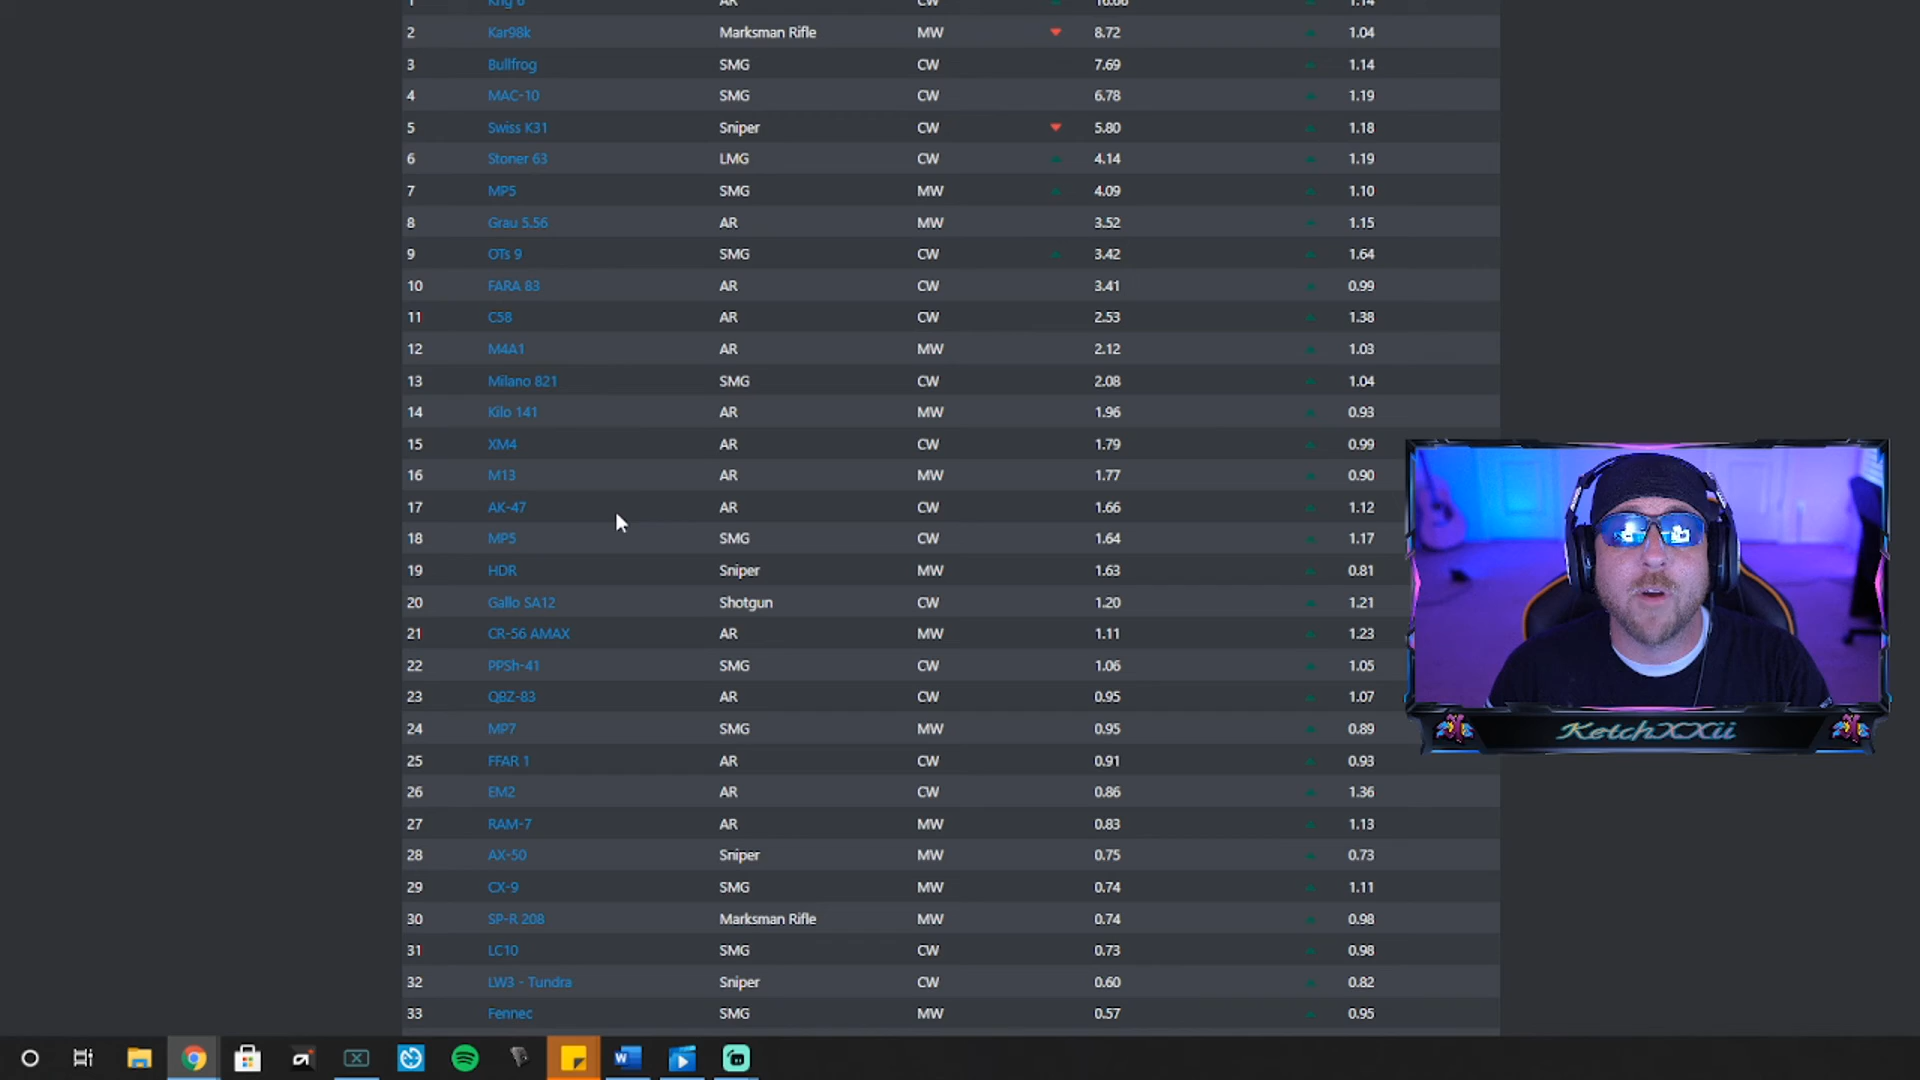 1 Krig 6 AR CW 1.14
2 Kar98k Marksman Rifle MW 8.72 1.04
3 Bullfrog SMG CW 7.69 1.14
4 MAC-10 SMG CW 6.78 1.19
5 Swiss K31 Sniper CW 5.80 1.18
6 Stoner 63 LMG CW 4.14 1.19
7 MP5 SMG MW 4.09 1.10
8 Grau 5.56 AR MW 3.52 1.15
9 OTs 9 SMG CW 3.42 1.64
10 FARA 83 AR CW 3.41 0.99
11 C58 AR CW 2.53 1.38
12 M4A1 AR MW 2.12 1.03
13 Milano 821 SMG CW 2.08 1.04
14 Kilo 141 AR MW 1.96 0.93
15 XM4 AR CW 1.79 0.99
16 M13 AR MW 1.77 0.90
17 AK-47 AR CW 1.66 1.12
18 MP5 SMG CW 1.64 1.17
19 HDR Sniper MW 1.63 0.81
20 Gallo SA12 Shotgun CW 1.20 1.21
21 CR-56 AMAX AR MW 1.11 1.23
22 PPSh-41 SMG CW 1.06 1.05
23 QBZ-83 AR CW 0.95 1.07
24 MP7 SMG MW 0.95 0.89
KetchXXii
25 FFAR 1 AR CW 0.91 0.93
26 EM2 AR CW 0.86 1.36
27 RAM-7 AR MW 0.83 1.13
28 AX-50 Sniper MW 0.75 0.73
29 CX-9 SMG MW 0.74 1.11
30 SP-R 208 Marksman Rifle MW 0.74 0.98
31 LC10 SMG CW 0.73 0.98
32 LW3 - Tundra Sniper CW 0.60 0.82
33 Fennec SMG MW 0.57 0.95